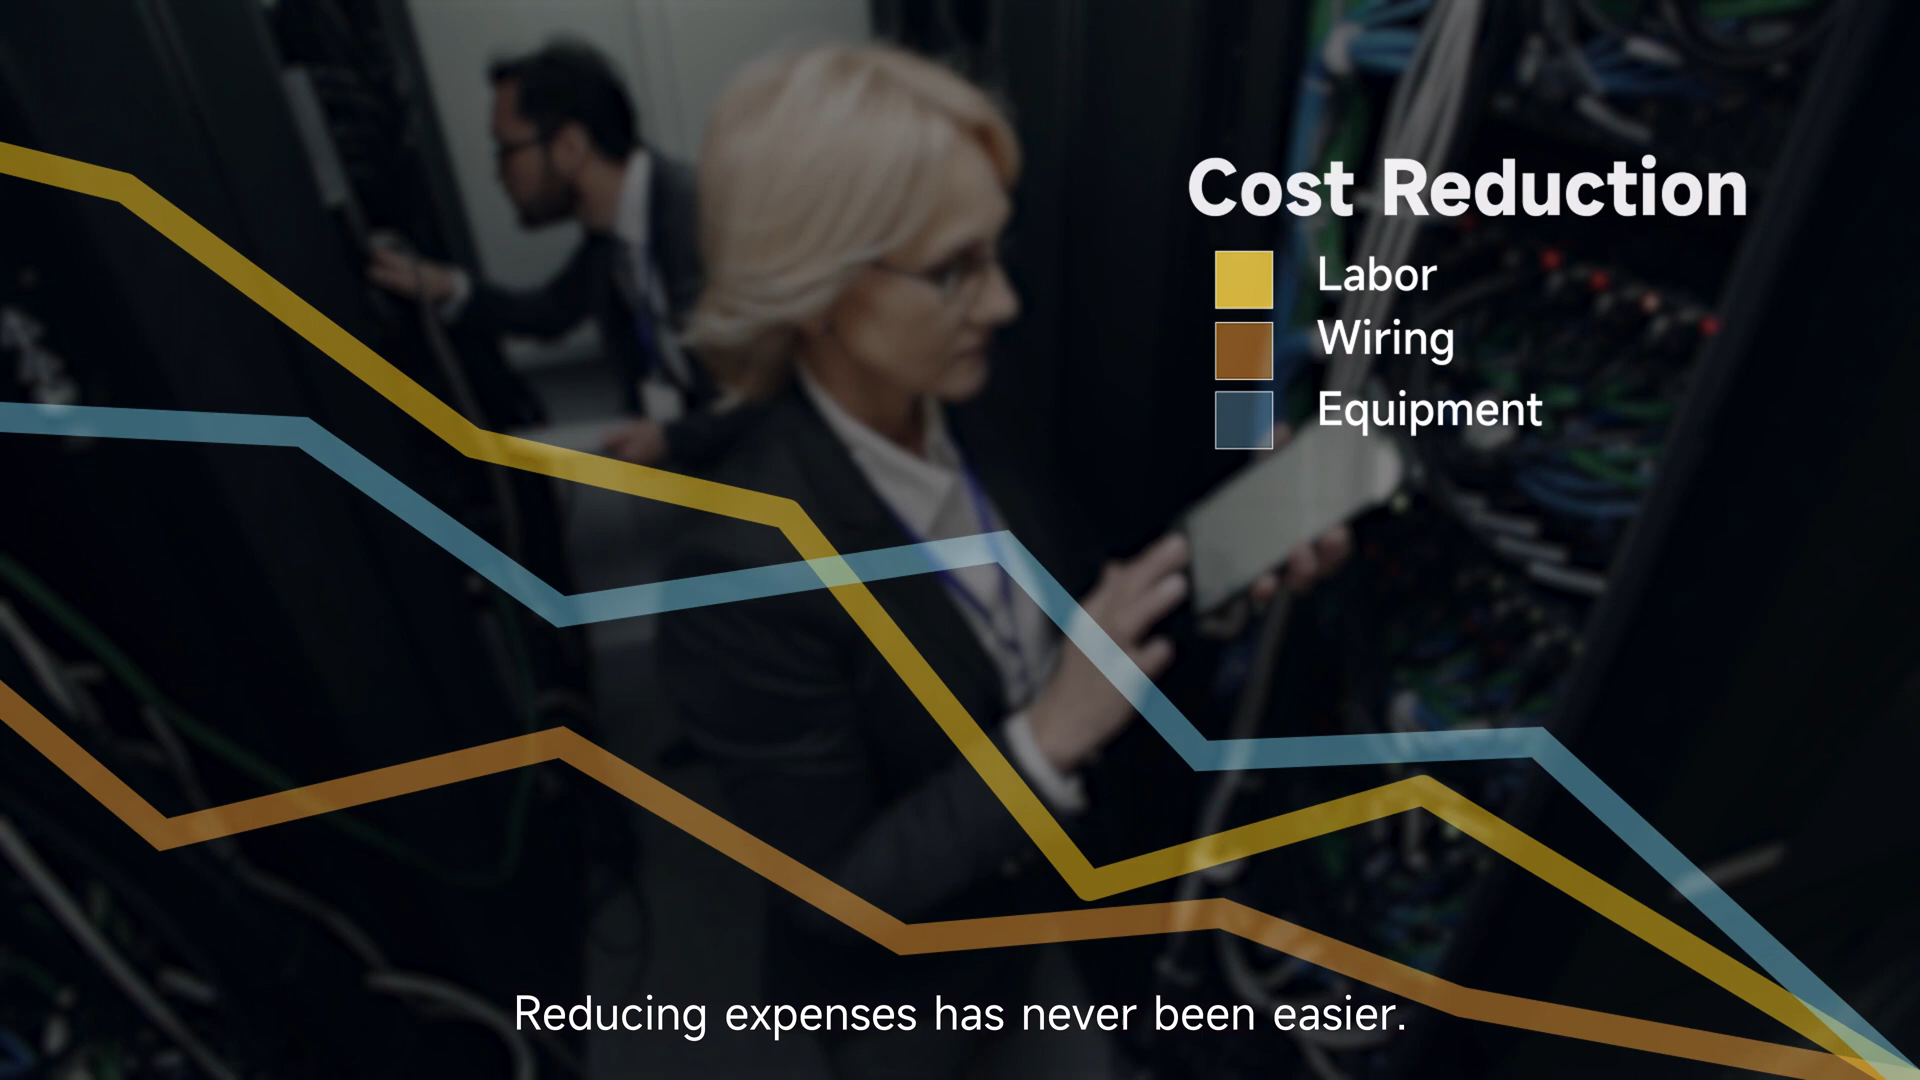 Cost Reduction
Labor
Wiring
Equipment
Reducing expenses has never been easier.